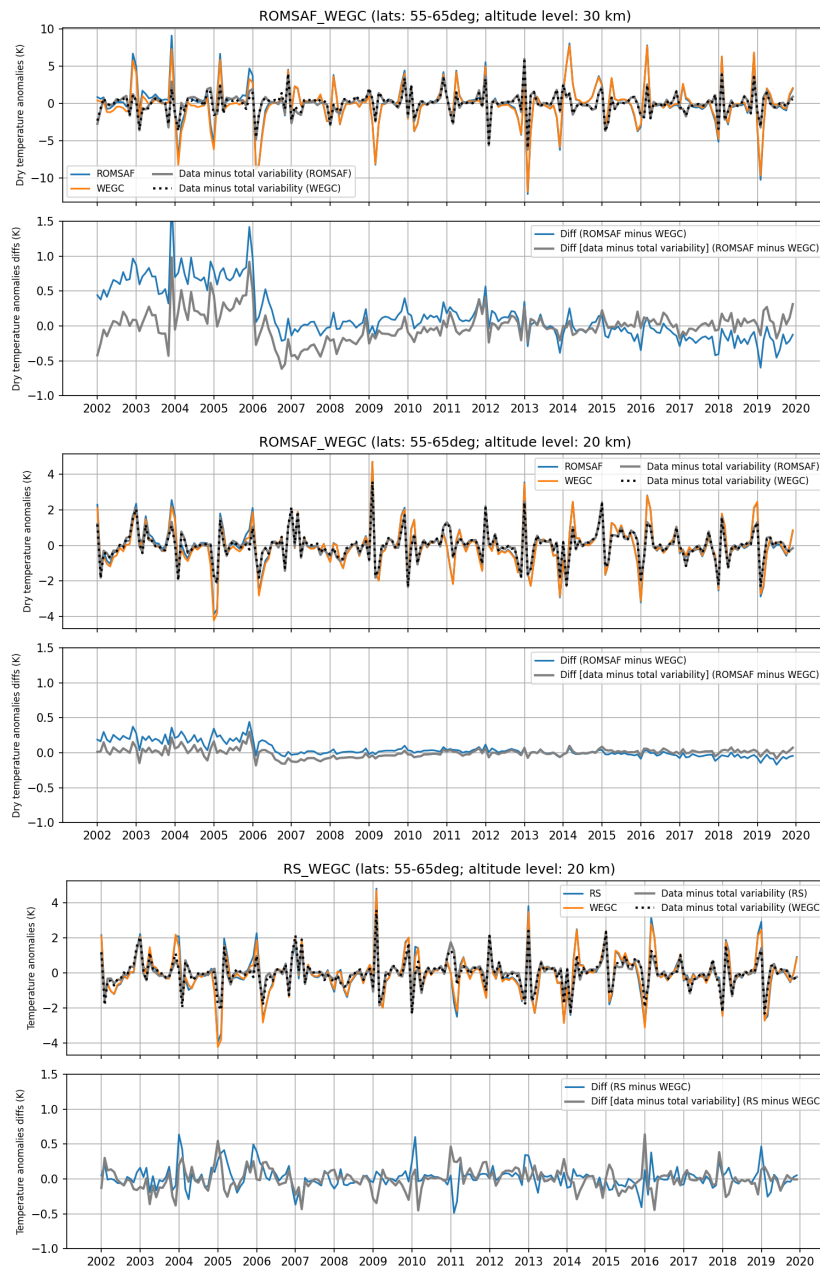 ROMSAF_WEGC (lats: 55-65deg; altitude level: 30 km)
Dry temperature anomalies (K)
10
5
0
−5
−10
ROMSAF
WEGC
Data minus total variability (ROMSAF)
Data minus total variability (WEGC)
Dry temperature anomalies diffs (K)
1.5
1.0
0.5
0.0
−0.5
−1.0
Diff (ROMSAF minus WEGC)
Diff [data minus total variability] (ROMSAF minus WEGC)
2002 2003 2004 2005 2006 2007 2008 2009 2010 2011 2012 2013 2014 2015 2016 2017 2018 2019 2020
ROMSAF_WEGC (lats: 55-65deg; altitude level: 20 km)
Dry temperature anomalies (K)
4
2
0
−2
−4
ROMSAF
WEGC
Data minus total variability (ROMSAF)
Data minus total variability (WEGC)
Dry temperature anomalies diffs (K)
1.5
1.0
0.5
0.0
−0.5
−1.0
Diff (ROMSAF minus WEGC)
Diff [data minus total variability] (ROMSAF minus WEGC)
2002 2003 2004 2005 2006 2007 2008 2009 2010 2011 2012 2013 2014 2015 2016 2017 2018 2019 2020
RS_WEGC (lats: 55-65deg; altitude level: 20 km)
Temperature anomalies (K)
4
2
0
−2
−4
RS
WEGC
Data minus total variability (RS)
Data minus total variability (WEGC
Temperature anomalies diffs (K)
1.5
1.0
0.5
0.0
−0.5
−1.0
Diff (RS minus WEGC)
Diff [data minus total variability] (RS minus WEGC
2002 2003 2004 2005 2006 2007 2008 2009 2010 2011 2012 2013 2014 2015 2016 2017 2018 2019 2020